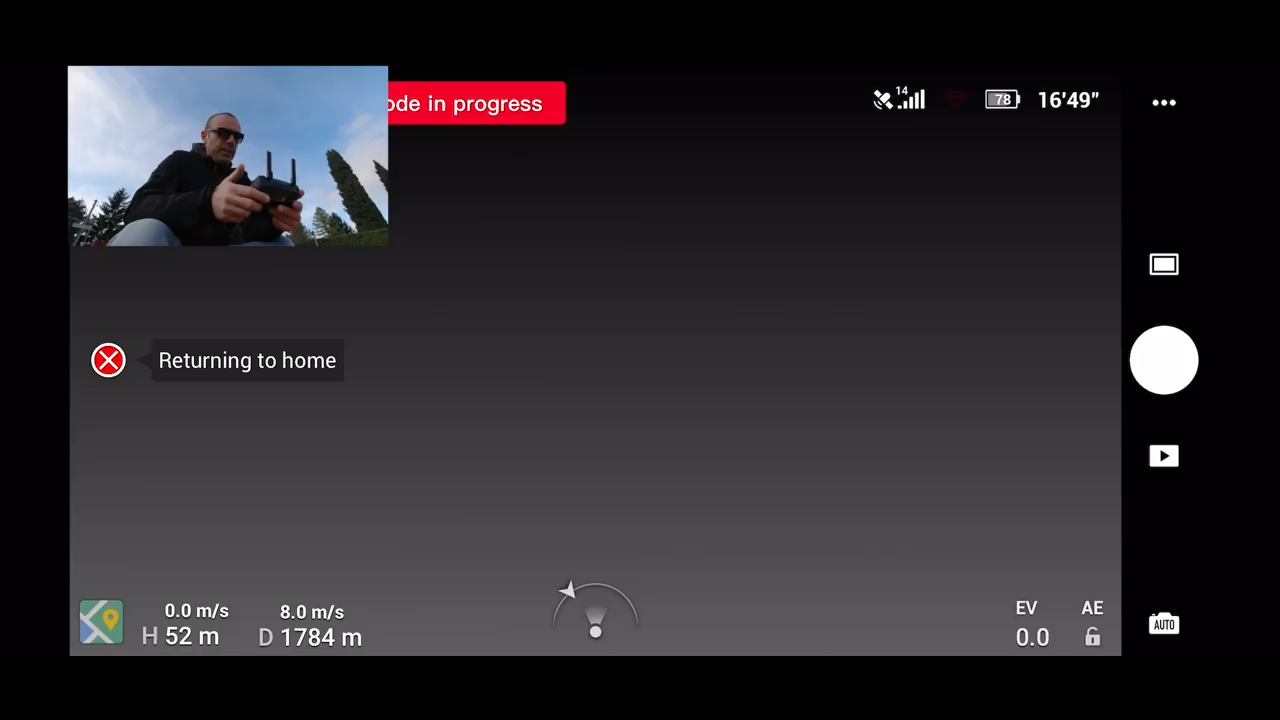 ode in progress
14
78
16'49"
Returning to home
0.0 m/s
8.0 m/s
H 52 m
D 1784 m
EV
AE
0.0
AUTO